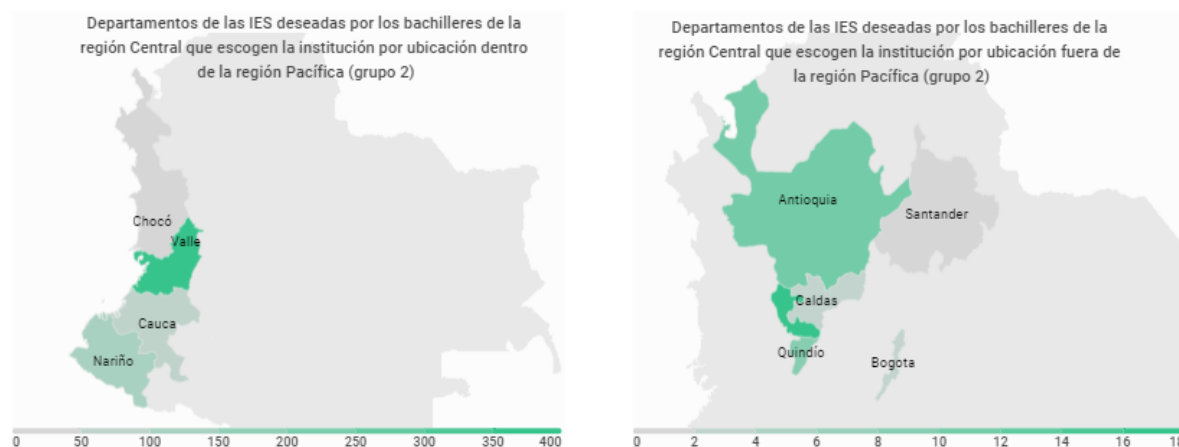 Departamentos de las IES deseadas por los bachilleres de la
región Central que escogen la institución por ubicación dentro
de la región Pacífica (grupo 2)
Chocó
Valle
Cauca
Nariño
0 50 100 150 200 250 300 350 400
Departamentos de las IES deseadas por los bachilleres de la
región Central que escogen la institución por ubicación fuera de
la región Pacífica (grupo 2)
Antioquia
Santander
Caldas
Quindío
Bogota
0 2 4 6 8 10 12 14 16 18